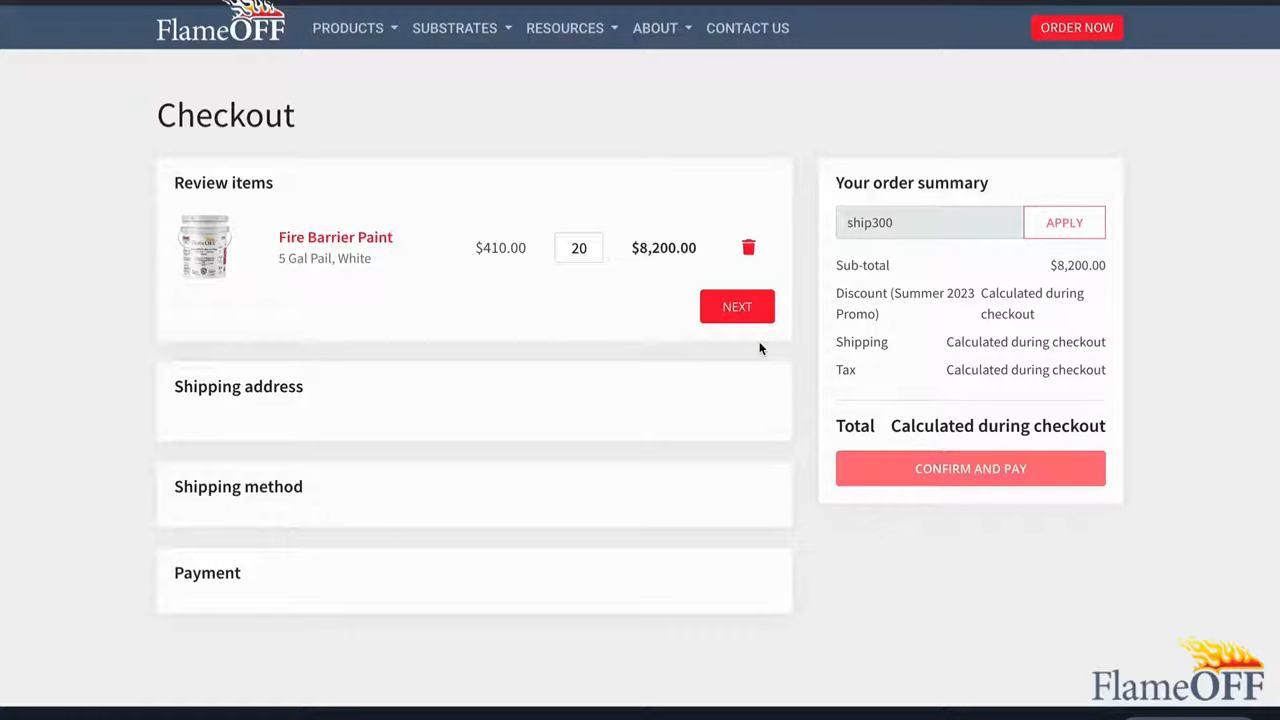 FlameOFF
PRODUCTS
SUBSTRATES
RESOURCES
ABOUT
CONTACT US
ORDER NOW
Checkout
Review items
Fire Barrier Paint
5 Gal Pail, White
$410.00
20
$8,200.00
NEXT
Shipping address
Shipping method
Payment
Your order summary
ship300
APPLY
Sub-total $8,200.00
Discount (Summer 2023 Promo) Calculated during checkout
Shipping Calculated during checkout
Tax Calculated during checkout
Total Calculated during checkout
CONFIRM AND PAY
FlameOFF